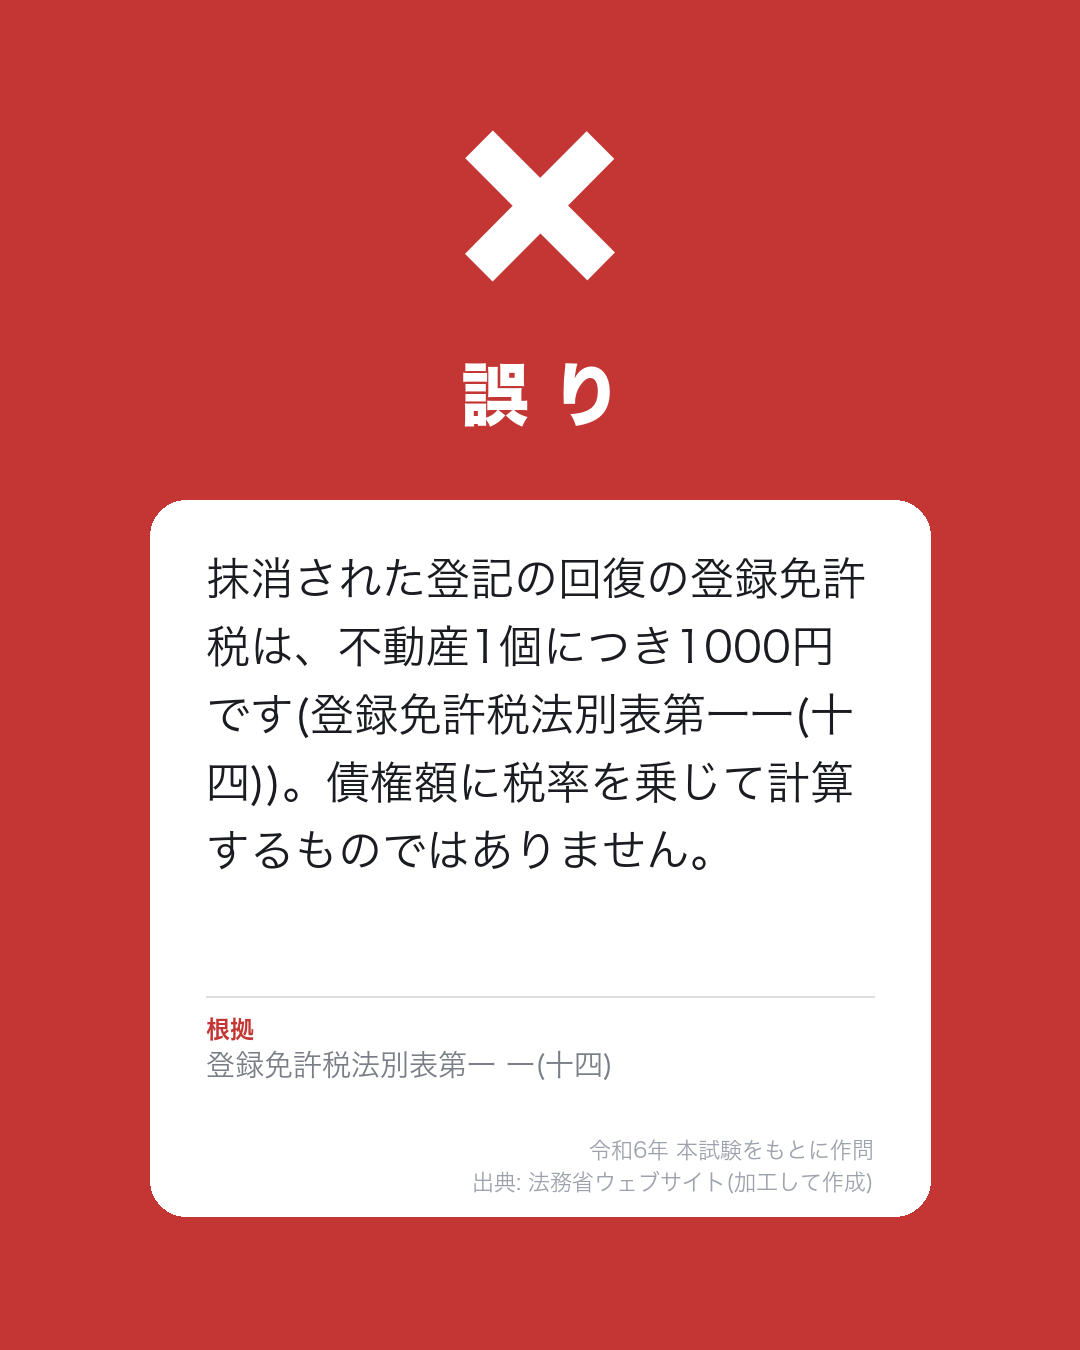 誤り
抹消された登記の回復の登録免許
税は、不動産1個につき1000円
です(登録免許税法別表第一一(十
四))。債権額に税率を乗じて計算
するものではありません。
根拠
登録免許税法別表第一 一(十四)
令和6年 本試験をもとに作問
出典: 法務省ウェブサイト(加工して作成)